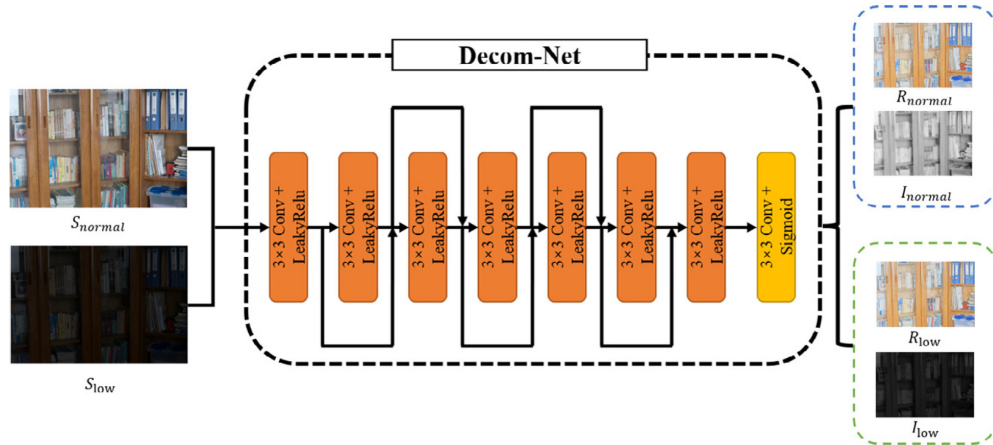 Decom-Net
S_normal
S_low
3×3 Conv +
LeakyRelu
3×3 Conv +
LeakyRelu
3×3 Conv +
LeakyRelu
3×3 Conv +
LeakyRelu
3×3 Conv +
LeakyRelu
3×3 Conv +
LeakyRelu
3×3 Conv +
LeakyRelu
3×3 Conv +
Sigmoid
R_normal
I_normal
R_low
I_low